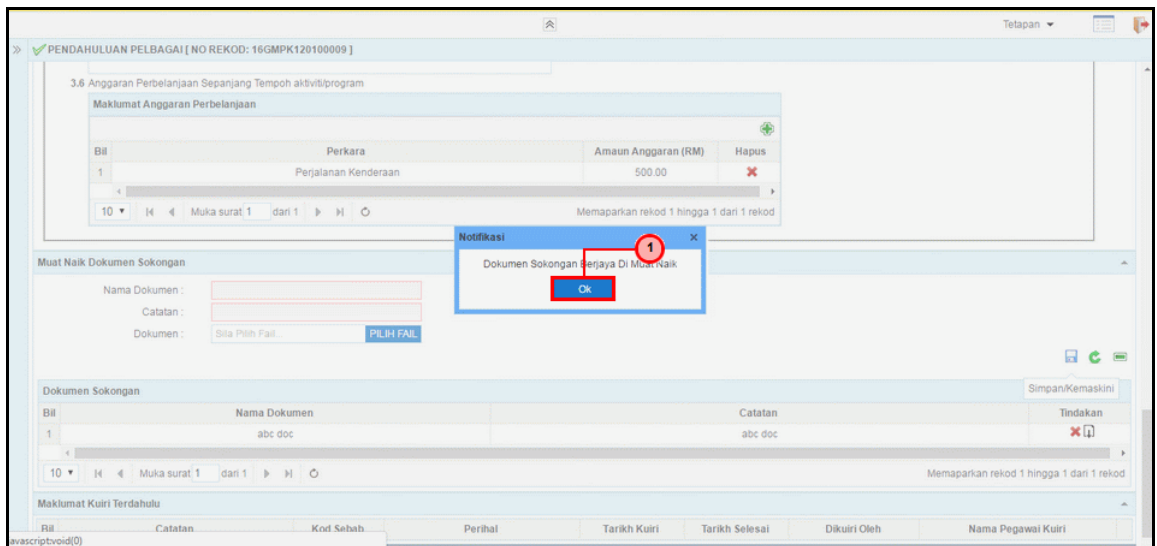 Tetapan
PENDAHULUAN PELBAGAI [ NO REKOD: 16GMPK120100009 ]
3.6 Anggaran Perbelanjaan Sepanjang Tempoh aktiviti/program
Maklumat Anggaran Perbelanjaan
Bil Perkara Amaun Anggaran (RM) Hapus
1 Perjalanan Kenderaan 500.00
10 Muka surat 1 dari 1 Memaparkan rekod 1 hingga 1 dari 1 rekod
Notifikasi x
1
Dokumen Sokongan Berjaya Di Muat Naik
Ok
Muat Naik Dokumen Sokongan
Nama Dokumen :
Catatan :
Dokumen : Sila Pilih Fail... PILIH FAIL
Simpan/Kemaskini
Dokumen Sokongan
Bil Nama Dokumen Catatan Tindakan
1 abc doc abc doc
10 Muka surat 1 dari 1 Memaparkan rekod 1 hingga 1 dari 1 rekod
Maklumat Kuiri Terdahulu
Bil Catatan Kod Sebab Perihal Tarikh Kuiri Tarikh Selesai Dikuiri Oleh Nama Pegawai Kuiri
avascript:void(0)